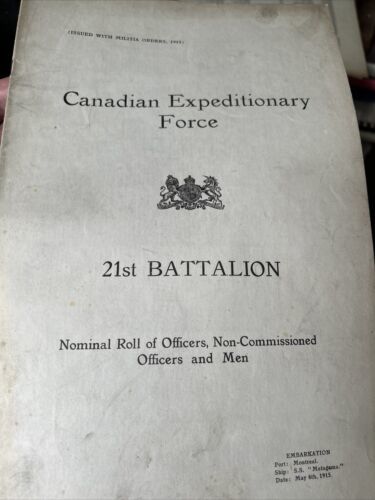 (ISSUED WITH MILITIA ORDERS, 1915)
Canadian Expeditionary
Force
21st BATTALION
Nominal Roll of Officers, Non-Commissioned
Officers and Men
EMBARKATION
Port: Montreal.
Ship: S.S. "Metagama."
Date: May 6th, 1915.